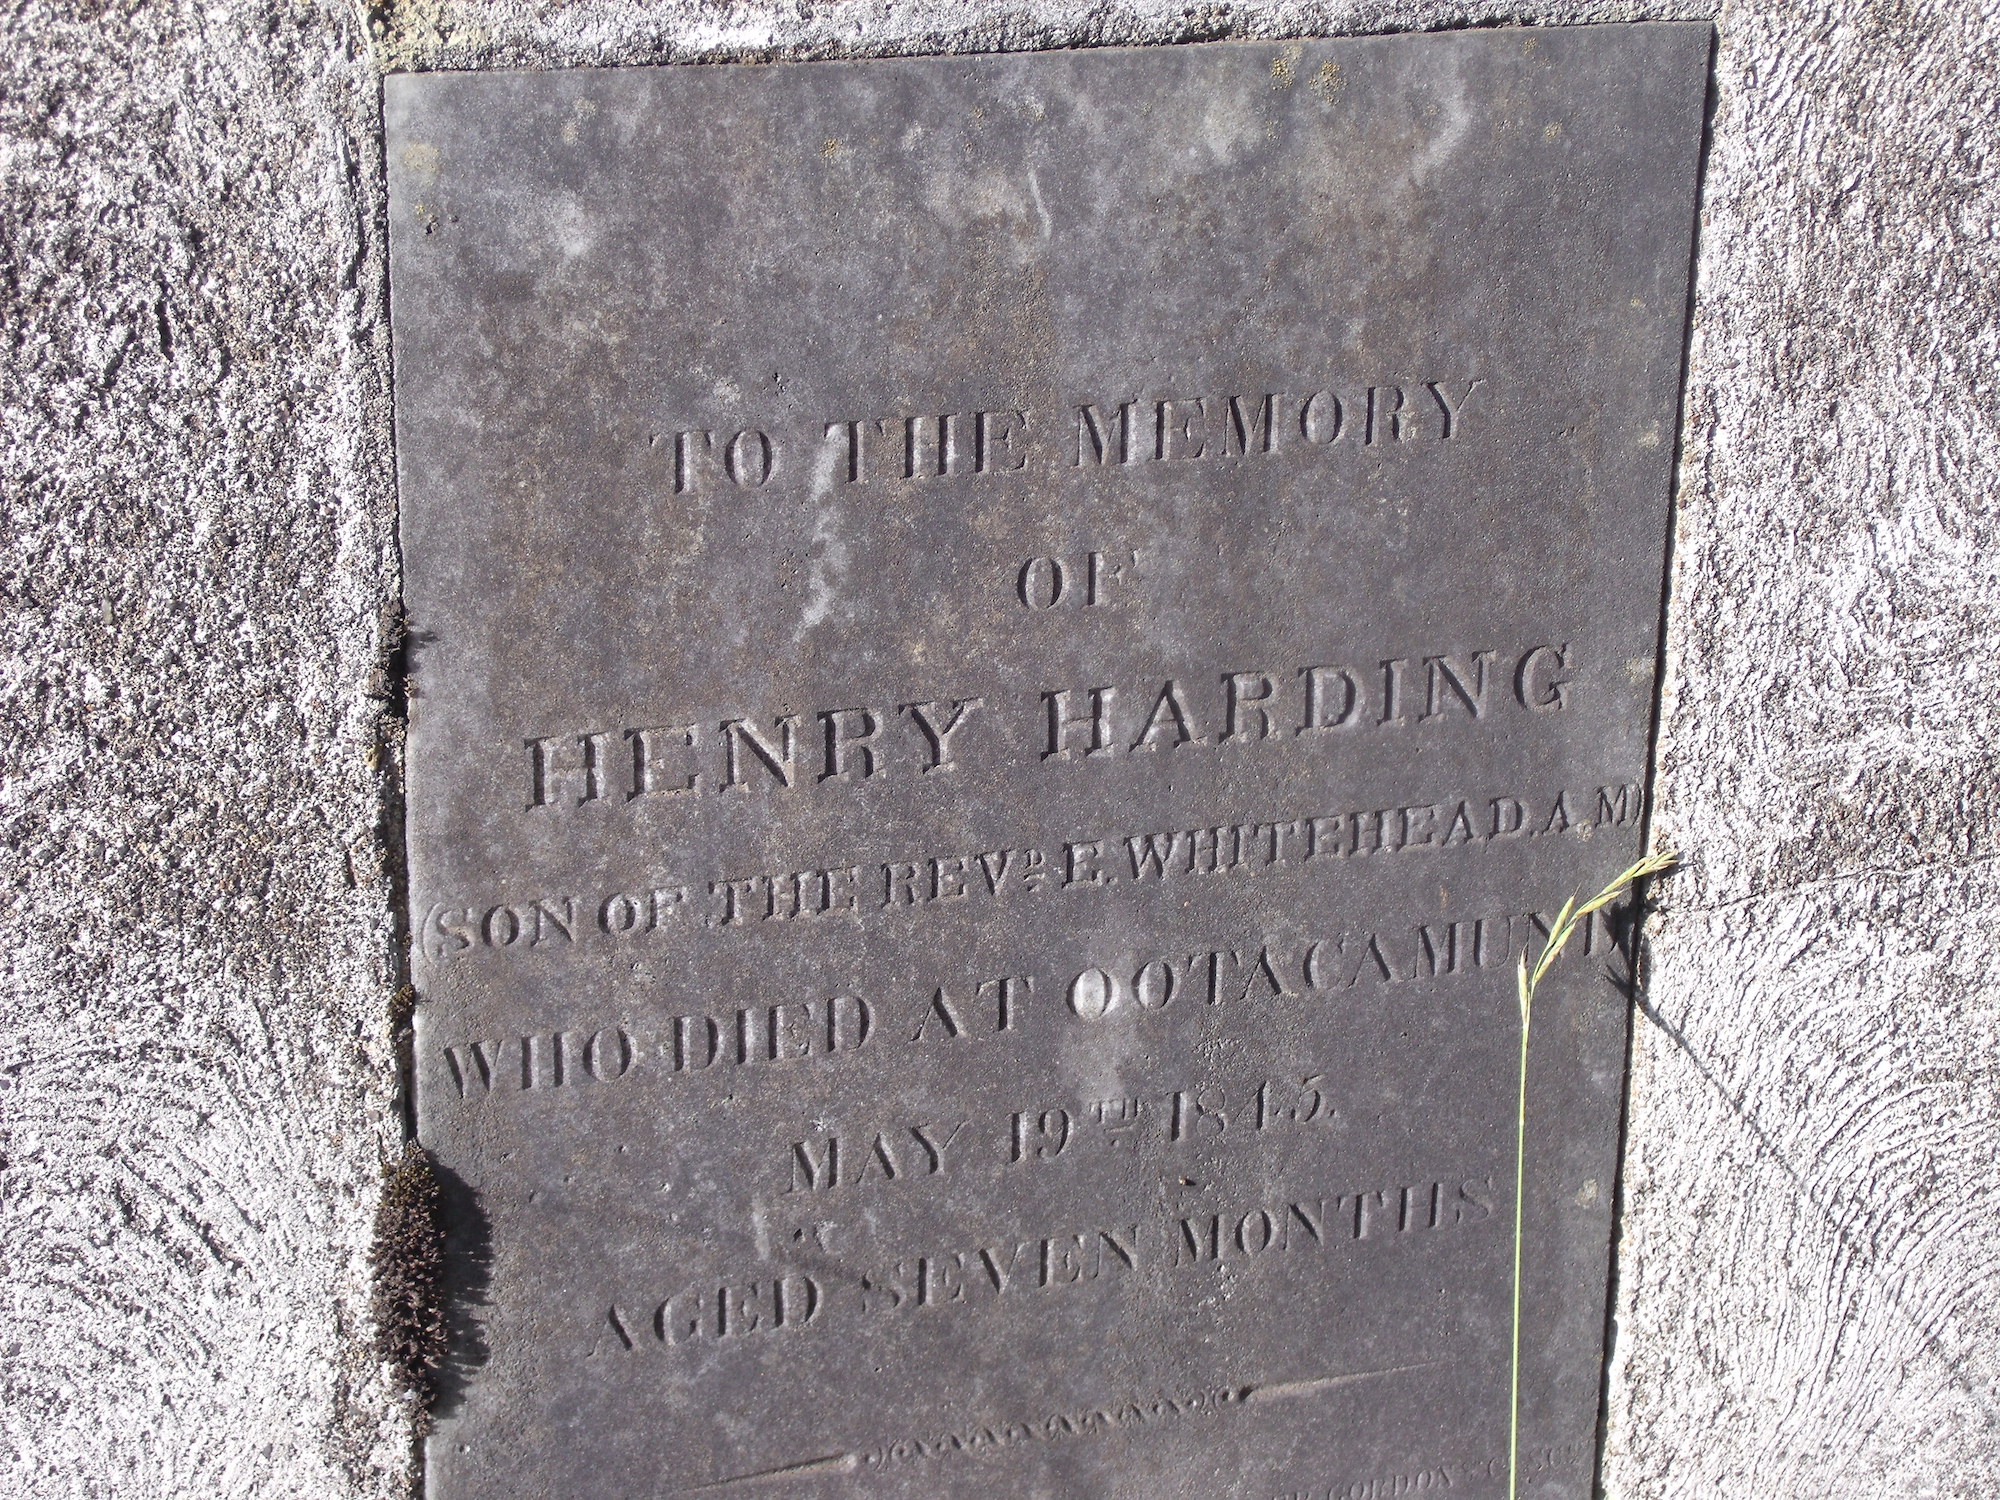 TO THE MEMORY
OF
HENRY HARDING
(SON OF THE REVD. E. WHITEHEAD. A.M)
WHO DIED AT OOTACAMUND
MAY 19TH 1845.
AGED SEVEN MONTHS
GORDON